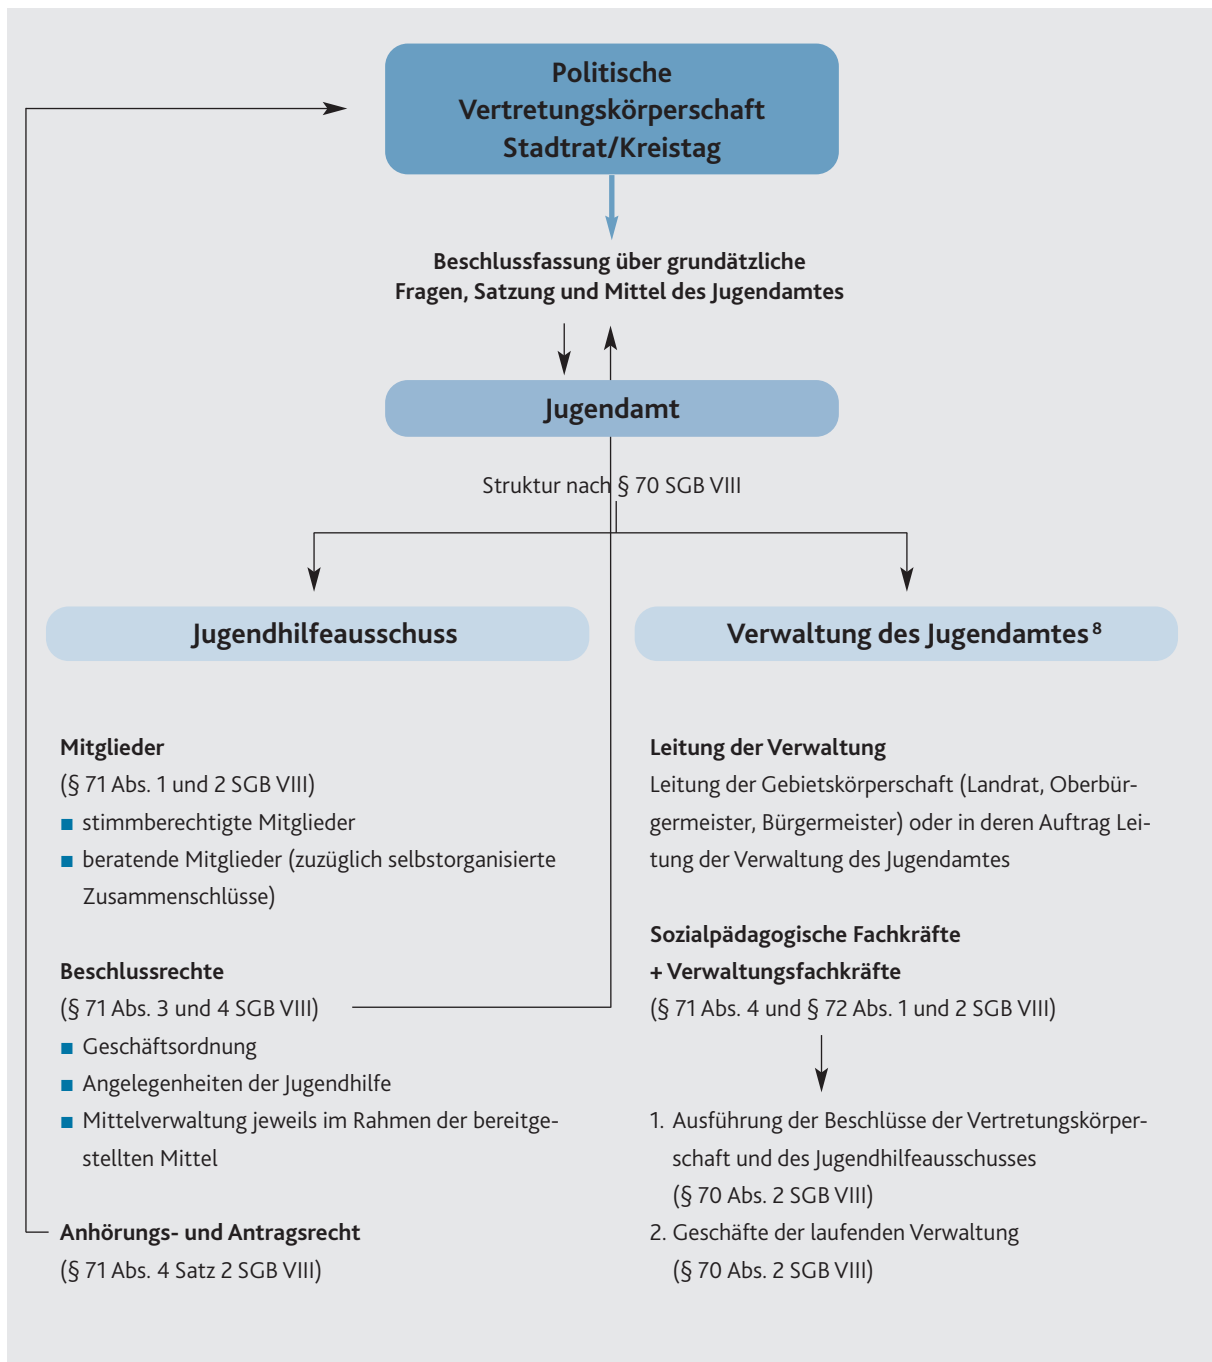 Politische
Vertretungskörperschaft
Stadtrat/Kreistag
Beschlussfassung über grundätzliche
Fragen, Satzung und Mittel des Jugendamtes
Jugendamt
Struktur nach § 70 SGB VIII
Jugendhilfeausschuss
Mitglieder
(§ 71 Abs. 1 und 2 SGB VIII)
■ stimmberechtigte Mitglieder
■ beratende Mitglieder (zuzüglich selbstorganisierte
Zusammenschlüsse)
Beschlussrechte
(§ 71 Abs. 3 und 4 SGB VIII)
■ Geschäftsordnung
■ Angelegenheiten der Jugendhilfe
■ Mittelverwaltung jeweils im Rahmen der bereitge-
stellten Mittel
Anhörungs- und Antragsrecht
(§ 71 Abs. 4 Satz 2 SGB VIII)
Verwaltung des Jugendamtes⁸
Leitung der Verwaltung
Leitung der Gebietskörperschaft (Landrat, Oberbür-
germeister, Bürgermeister) oder in deren Auftrag Lei-
tung der Verwaltung des Jugendamtes
Sozialpädagogische Fachkräfte
+ Verwaltungsfachkräfte
(§ 71 Abs. 4 und § 72 Abs. 1 und 2 SGB VIII)
1. Ausführung der Beschlüsse der Vertretungskörper-
schaft und des Jugendhilfeausschusses
(§ 70 Abs. 2 SGB VIII)
2. Geschäfte der laufenden Verwaltung
(§ 70 Abs. 2 SGB VIII)